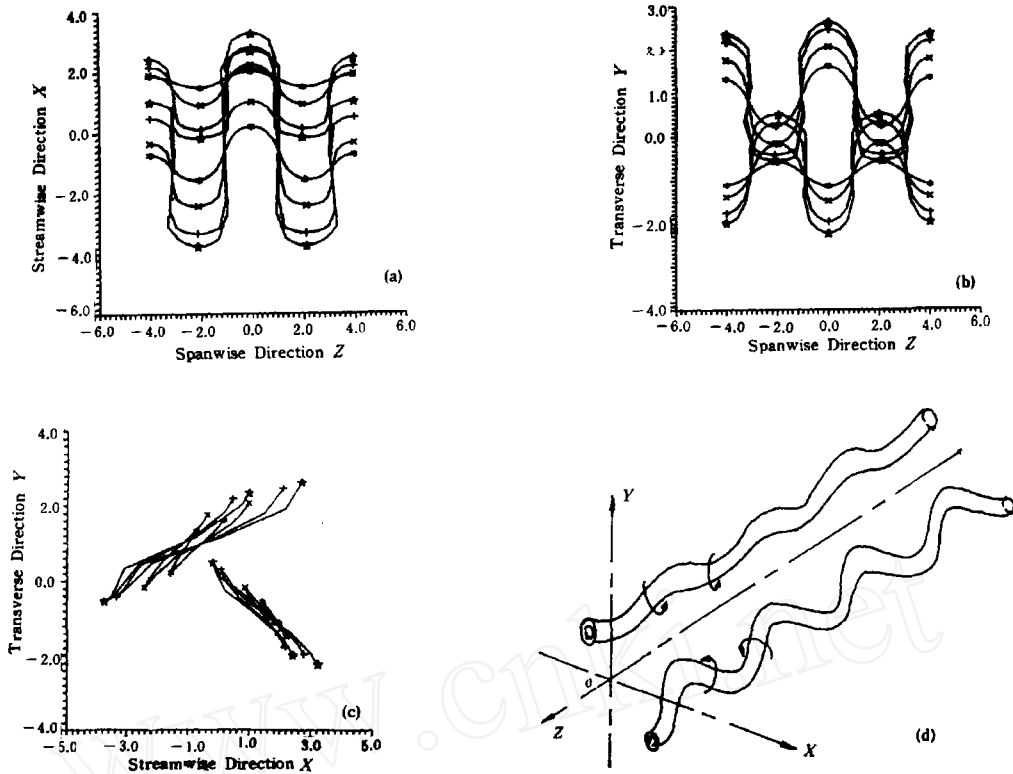 4.0
2.0
0.0
−2.0
−4.0
−6.0
−6.0 −4.0 −2.0 0.0 2.0 4.0 6.0
Streamwise Direction X
Spanwise Direction Z
(a)
3.0
1.0
0.0
−1.0
−2.0
−4.0
−6.0 −4.0 −2.0 0.0 2.0 4.0 6.0
Transverse Direction Y
Spanwise Direction Z
(b)
4.0
2.0
0.0
−2.0
−4.0
−5.0 −3.0 −1.0 1.0 3.0 5.0
Transverse Direction Y
Streamwise Direction X
(c)
Y
o
Z
X
(d)
www.cnki.net